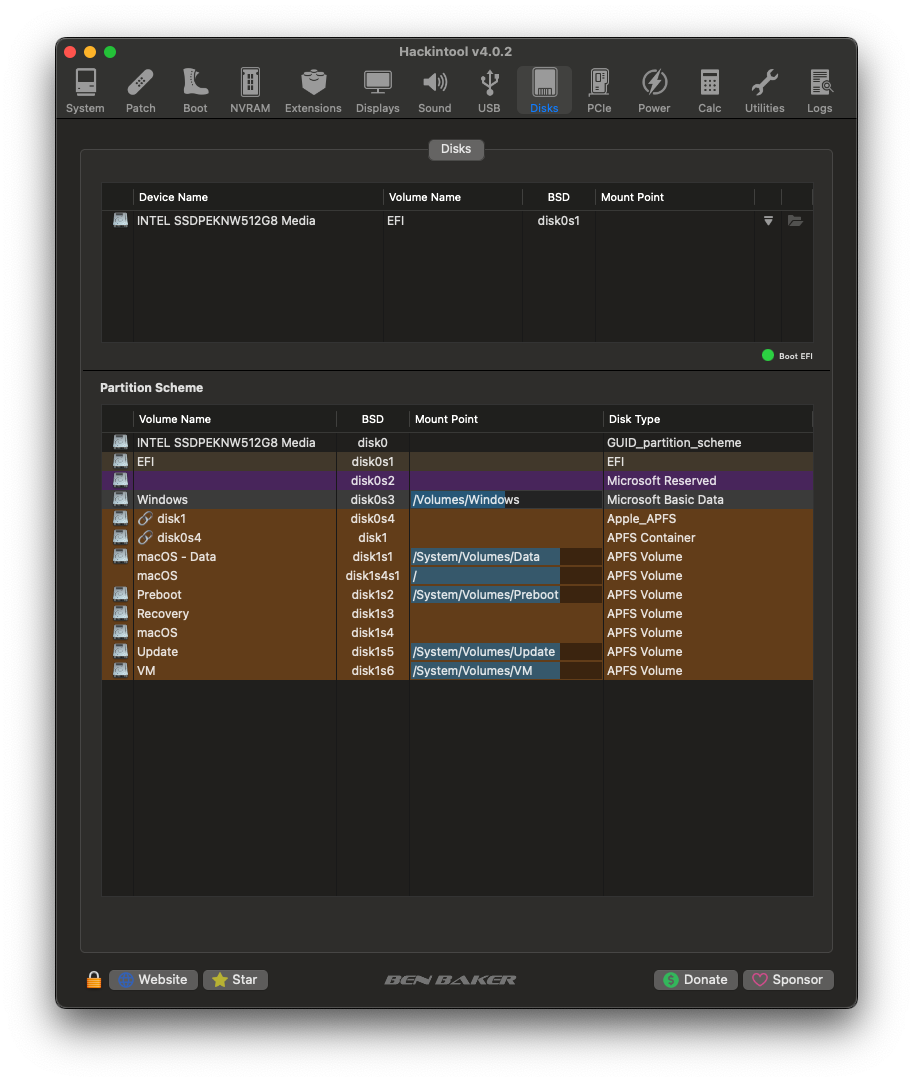 Hackintool v4.0.2
System Patch Boot NVRAM Extensions Displays Sound USB Disks PCIe Power Calc Utilities Logs
Disks
Device Name Volume Name BSD Mount Point
INTEL SSDPEKNW512G8 Media EFI disk0s1
Boot EFI
Partition Scheme
Volume Name BSD Mount Point Disk Type
INTEL SSDPEKNW512G8 Media disk0 GUID_partition_scheme
EFI disk0s1 EFI
disk0s2 Microsoft Reserved
Windows disk0s3 /Volumes/Windows Microsoft Basic Data
disk1 disk0s4 Apple_APFS
disk0s4 disk1 APFS Container
macOS - Data disk1s1 /System/Volumes/Data APFS Volume
macOS disk1s4s1 / APFS Volume
Preboot disk1s2 /System/Volumes/Preboot APFS Volume
Recovery disk1s3 APFS Volume
macOS disk1s4 APFS Volume
Update disk1s5 /System/Volumes/Update APFS Volume
VM disk1s6 /System/Volumes/VM APFS Volume
Website Star BEN BAKER Donate Sponsor